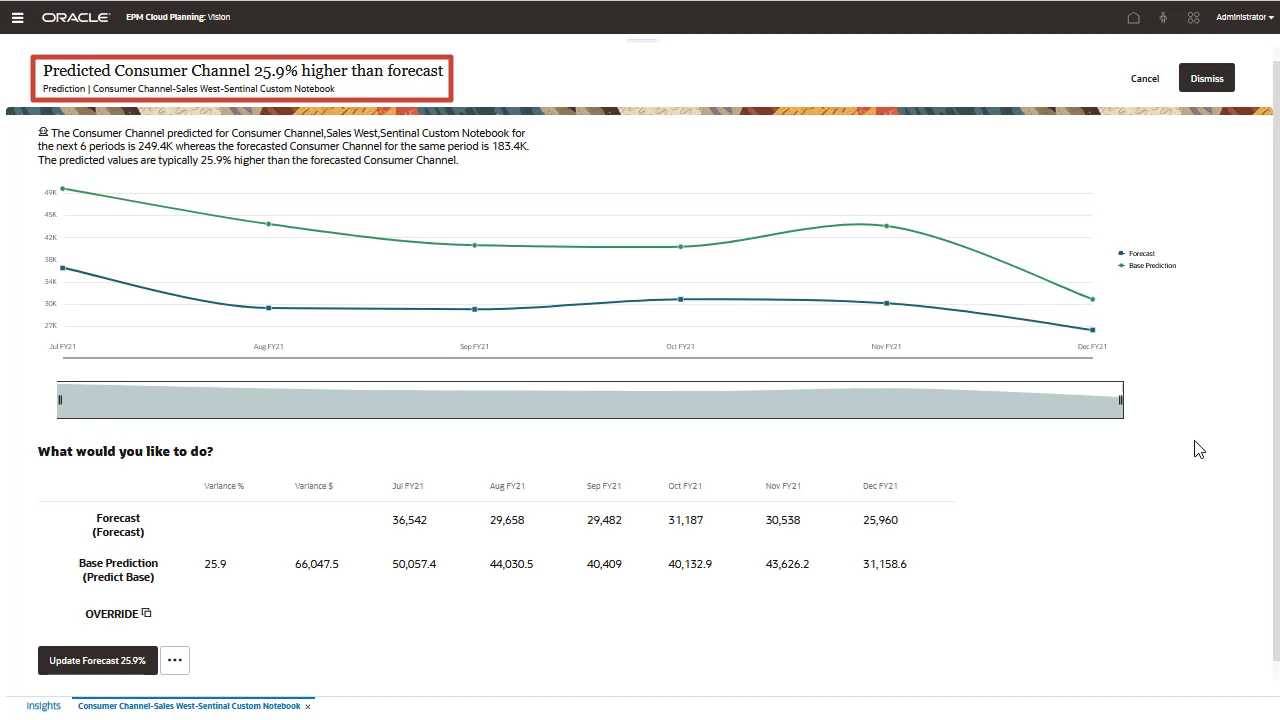 ORACLE EPM Cloud Planning: Vision Administrator
Predicted Consumer Channel 25.9% higher than forecast
Prediction | Consumer Channel-Sales West-Sentinal Custom Notebook
Cancel Dismiss
The Consumer Channel predicted for Consumer Channel,Sales West,Sentinal Custom Notebook for
the next 6 periods is 249.4K whereas the forecasted Consumer Channel for the same period is 183.4K.
The predicted values are typically 25.9% higher than the forecasted Consumer Channel.
49K
45K
42K
38K
34K
30K
27K
Jul FY21 Aug FY21 Sep FY21 Oct FY21 Nov FY21 Dec FY21
Forecast
Base Prediction
What would you like to do?
Variance % Variance $ Jul FY21 Aug FY21 Sep FY21 Oct FY21 Nov FY21 Dec FY21
Forecast
(Forecast)
36,542 29,658 29,482 31,187 30,538 25,960
Base Prediction
(Predict Base)
25.9 66,047.5 50,057.4 44,030.5 40,409 40,132.9 43,626.2 31,158.6
OVERRIDE
Update Forecast 25.9% ...
Insights Consumer Channel-Sales West-Sentinal Custom Notebook ×